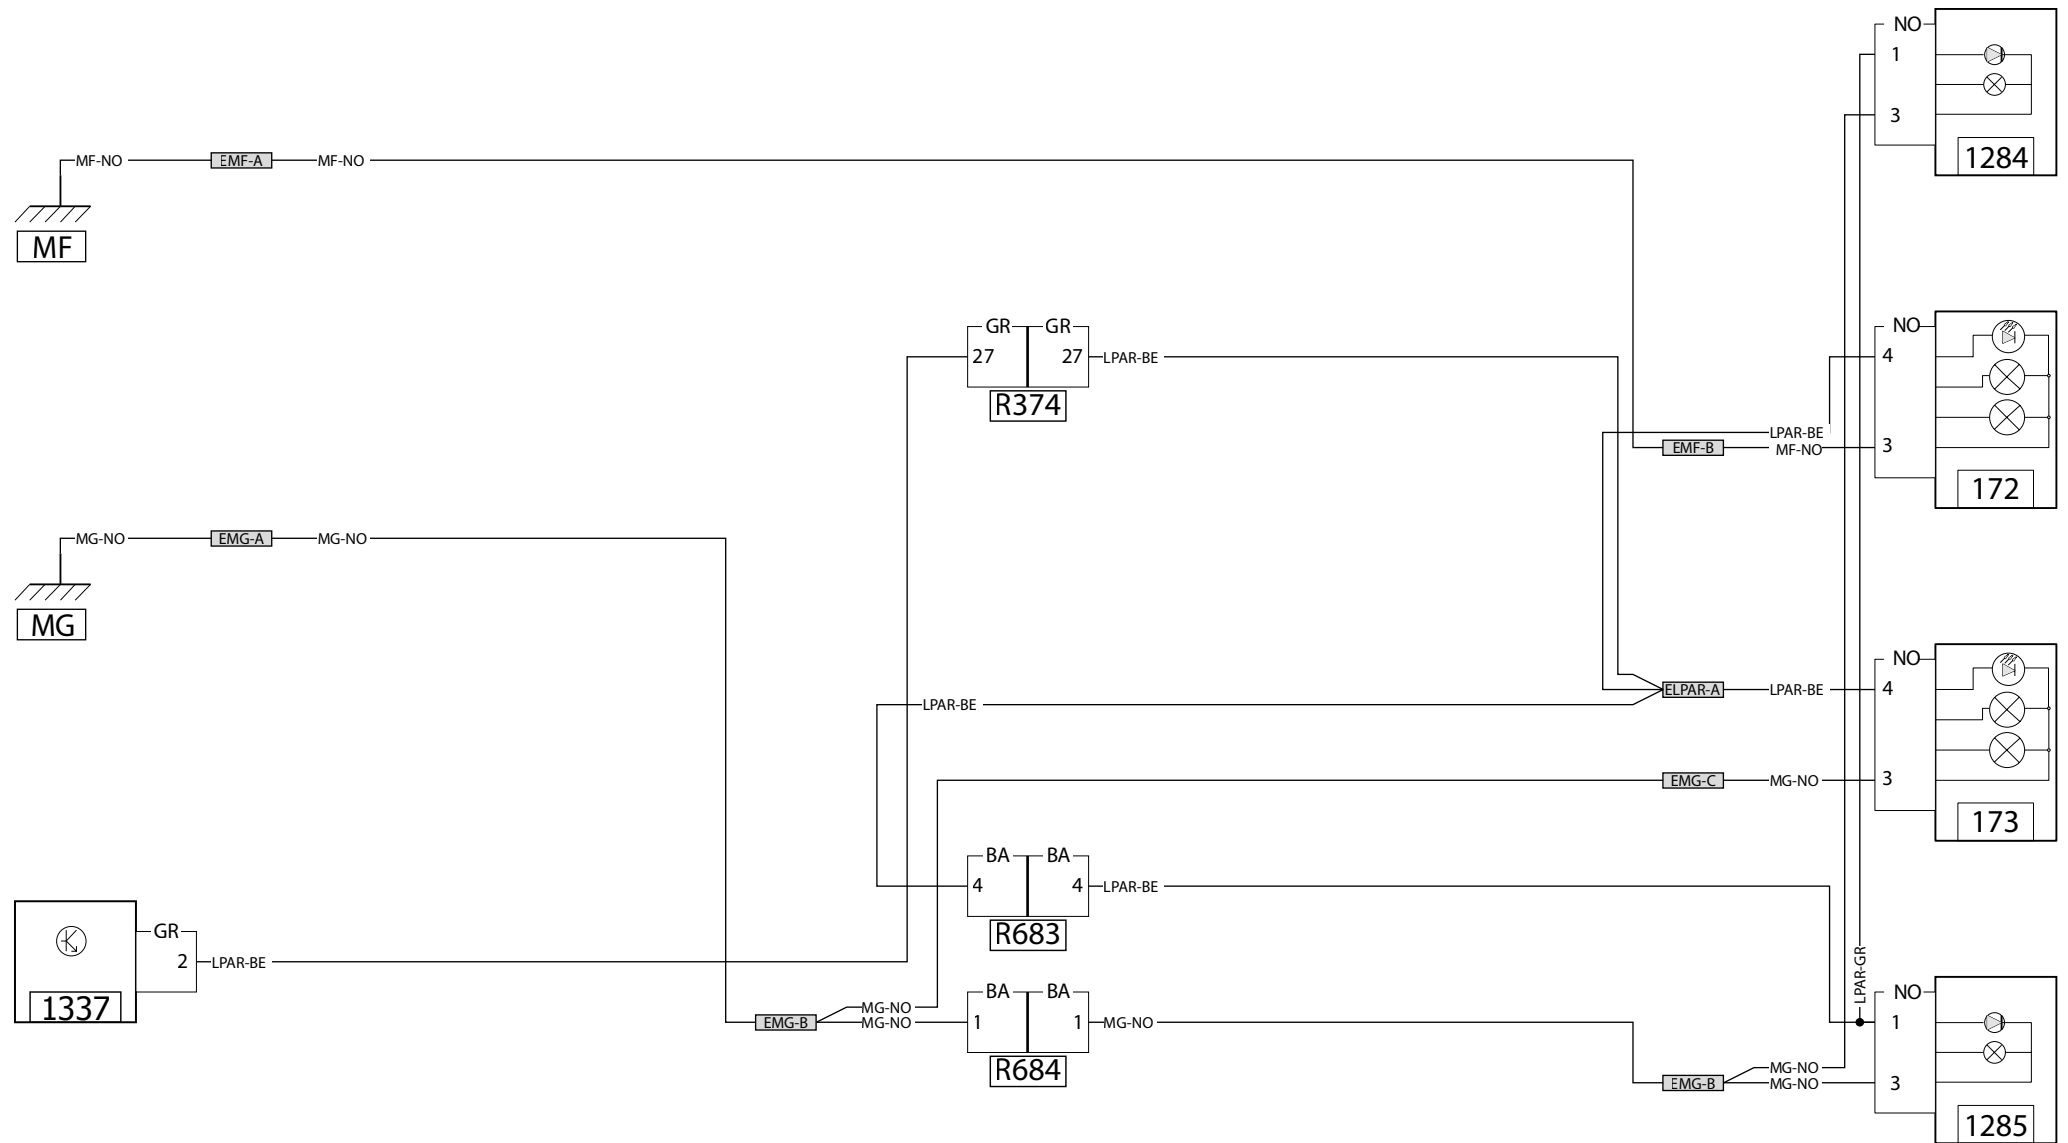 NO
1
3
1284
MF-NO EMF-A MF-NO
MF
GR GR
27 27 LPAR-BE
R374
NO
4
LPAR-BE
EMF-B MF-NO 3
172
MG-NO EMG-A MG-NO
MG
NO
ELPAR-A LPAR-BE 4
LPAR-BE
EMG-C MG-NO 3
173
BA BA
4 4 LPAR-BE
R683
GR
2 LPAR-BE
1337
LPAR-GR
MG-NO
BA BA
EMG-B MG-NO 1 1 MG-NO
R684
NO
1
MG-NO
EMG-B MG-NO 3
1285